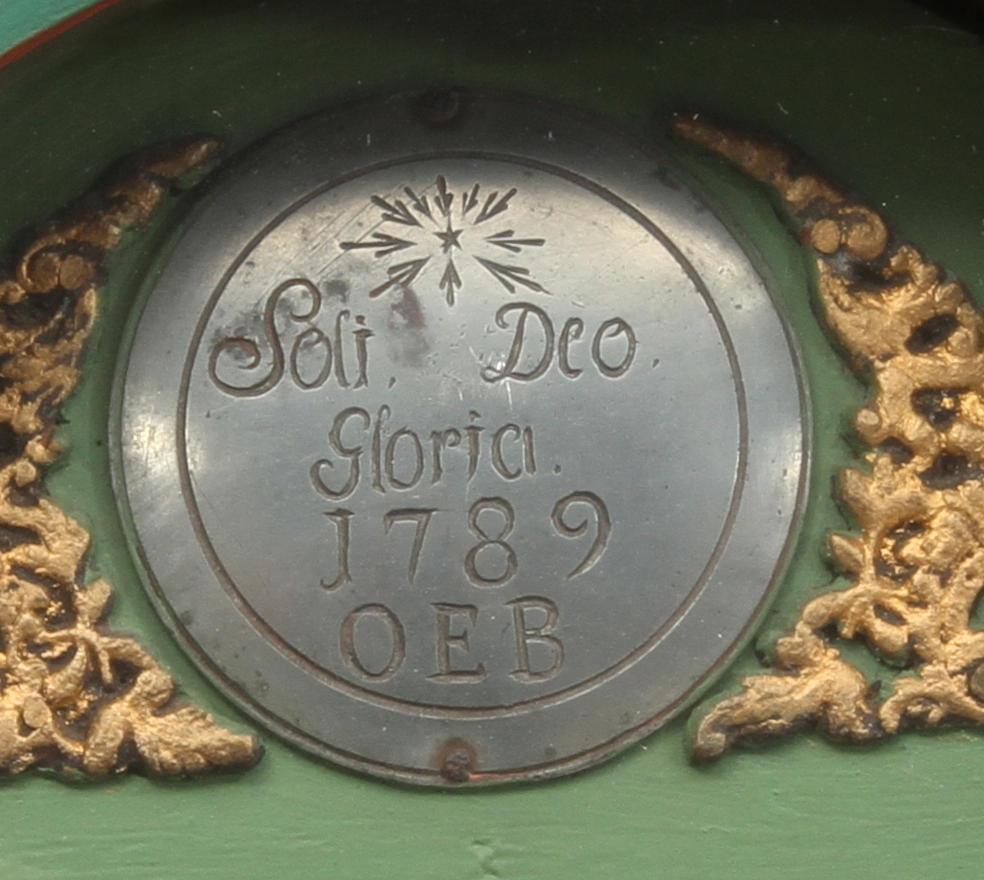 Soli. Deo.
Gloria.
1789
OEB